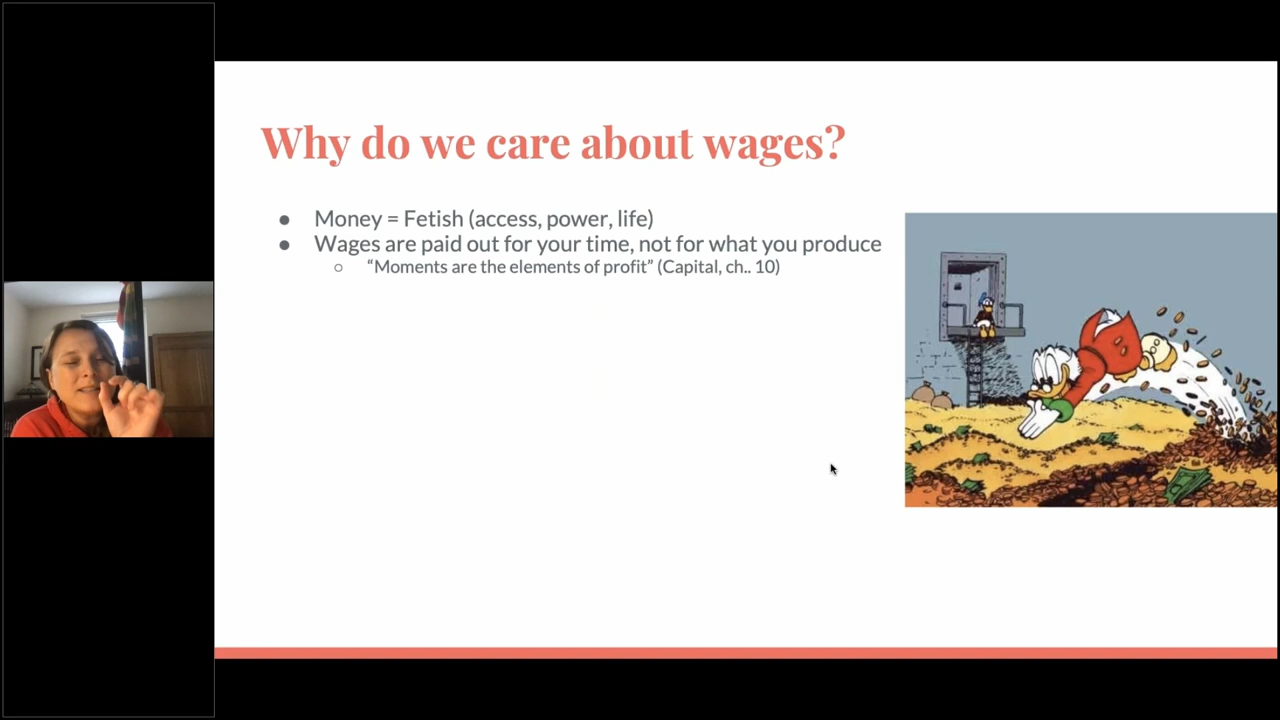 Why do we care about wages?
● Money = Fetish (access, power, life)
● Wages are paid out for your time, not for what you produce
○ “Moments are the elements of profit” (Capital, ch.. 10)